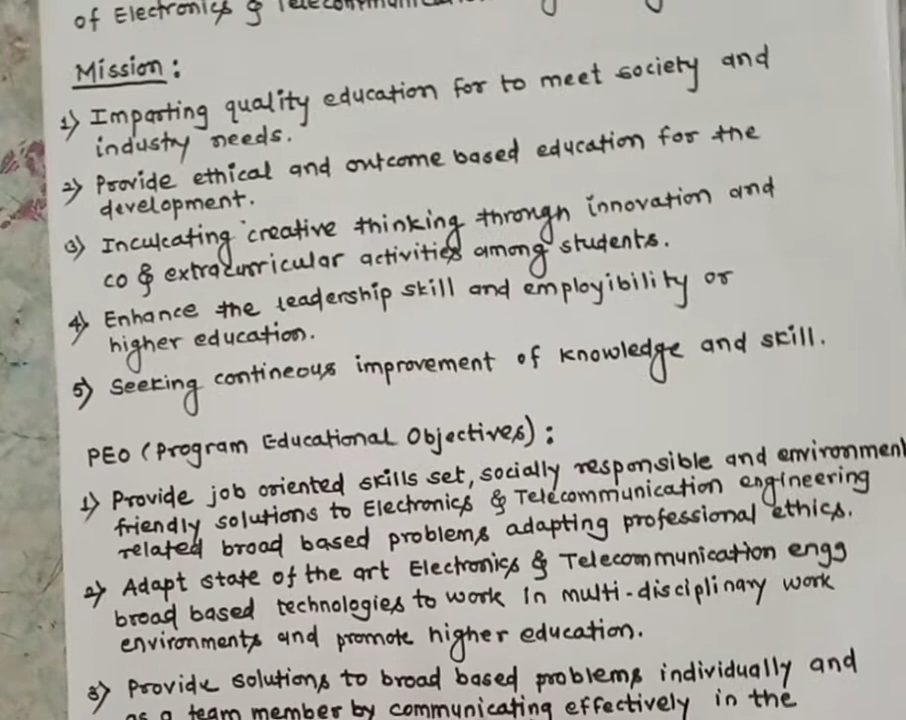 of Electronics &
Mission:
1) Imparting quality education for to meet society and
industry needs.
2) Provide ethical and outcome based education for the
development.
3) Inculcating creative thinking through innovation and
co & extracurricular activities among students.
4) Enhance the leadership skill and employibility or
higher education.
5) Seeking contineous improvement of knowledge and skill.
PEO (Program Educational Objectives):
1) Provide job oriented skills set, socially responsible and environment
friendly solutions to Electronics & Telecommunication engineering
related broad based problems adapting professional ethics.
2) Adapt state of the art Electronics & Telecommunication engg
broad based technologies to work in multi-disciplinary work
environments and promote higher education.
3) Provide solutions to broad based problems individually and
as a team member by communicating effectively in the